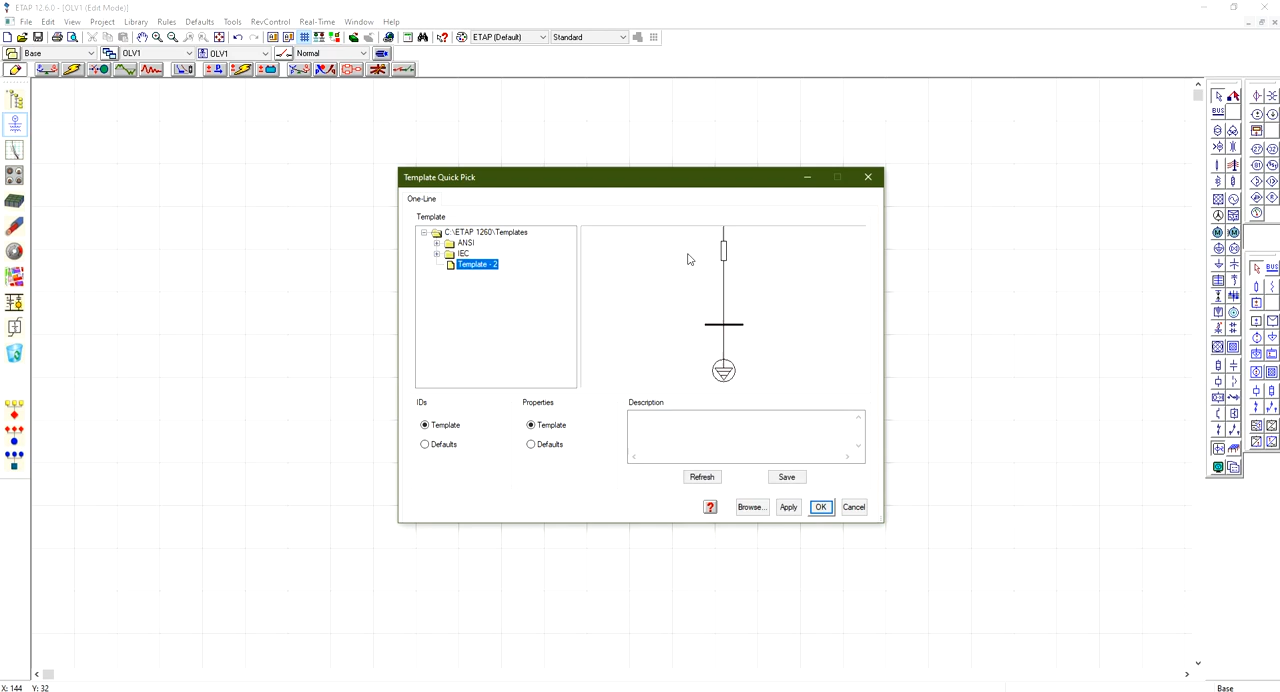 ETAP 12.6.0 - [OLV1 (Edit Mode)]
File Edit View Project Library Rules Defaults Tools RevControl Real-Time Window Help
ETAP (Default) Standard
Base OLV1 OLV1 Normal
BUS
BUS
Template Quick Pick
One-Line
Template
C:\ETAP 1260\Templates
ANSI
IEC
Template - 2
IDs Properties Description
Template Template
Defaults Defaults
Refresh Save
? Browse... Apply OK Cancel
X: 144 Y: 32 Base